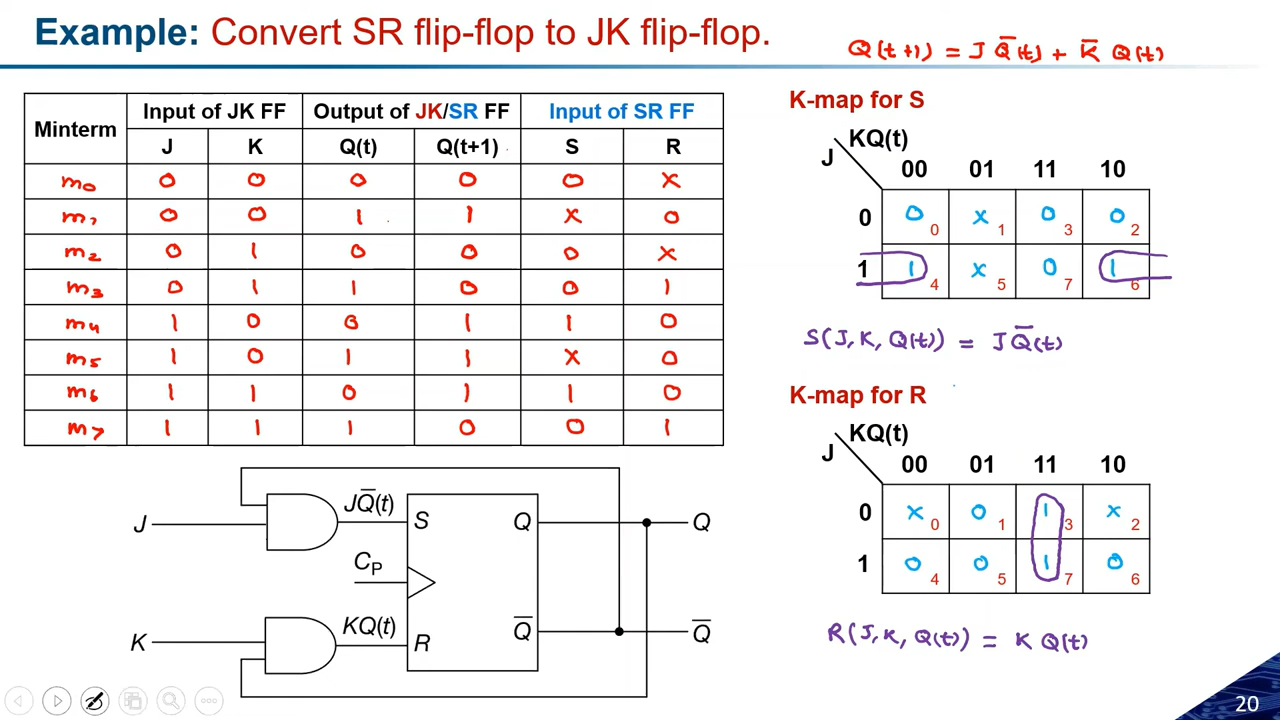 Example: Convert SR flip-flop to JK flip-flop.
Q(t+1) = J Q̅(t) + K̅ Q(t)
Minterm | Input of JK FF | Output of JK/SR FF | Input of SR FF
J | K | Q(t) | Q(t+1) | S | R
m0 | 0 | 0 | 0 | 0 | 0 | x
m1 | 0 | 0 | 1 | 1 | x | 0
m2 | 0 | 1 | 0 | 0 | 0 | x
m3 | 0 | 1 | 1 | 0 | 0 | 1
m4 | 1 | 0 | 0 | 1 | 1 | 0
m5 | 1 | 0 | 1 | 1 | x | 0
m6 | 1 | 1 | 0 | 1 | 1 | 0
m7 | 1 | 1 | 1 | 0 | 0 | 1
K-map for S
KQ(t)
J
00 01 11 10
0 | 0 0 | x 1 | 0 3 | 0 2
1 | 1 4 | x 5 | 0 7 | 1 6
S(J, K, Q(t)) = J Q̅(t)
K-map for R
KQ(t)
J
00 01 11 10
0 | x 0 | 0 1 | 1 3 | x 2
1 | 0 4 | 0 5 | 1 7 | 0 6
R(J, K, Q(t)) = K Q(t)
J
JQ̅(t)
S
Q
Q
CP
K
KQ(t)
R
Q̅
Q̅
20